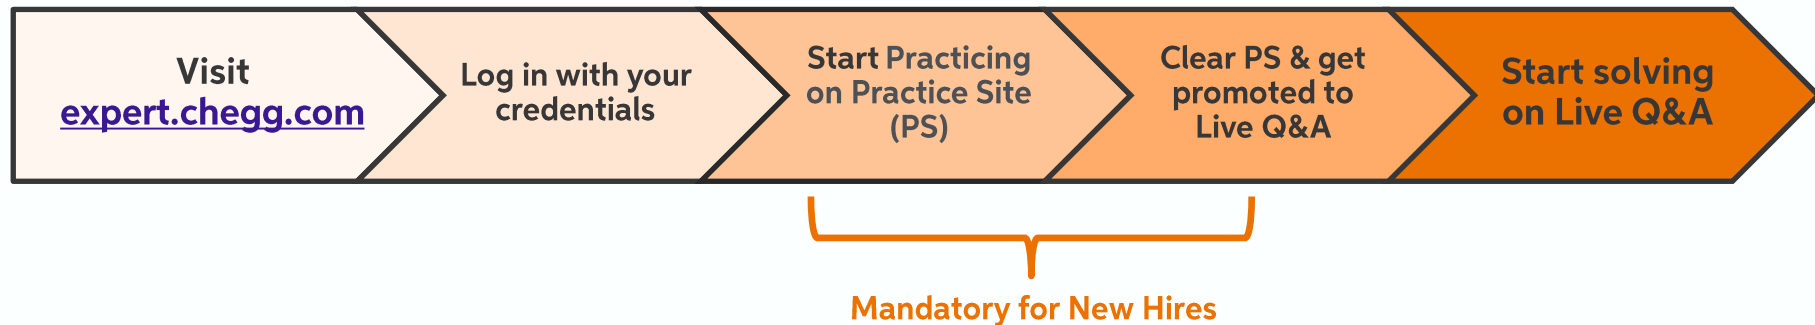 Visit
expert.chegg.com
Log in with your
credentials
Start Practicing
on Practice Site
(PS)
Clear PS & get
promoted to
Live Q&A
Start solving
on Live Q&A
Mandatory for New Hires